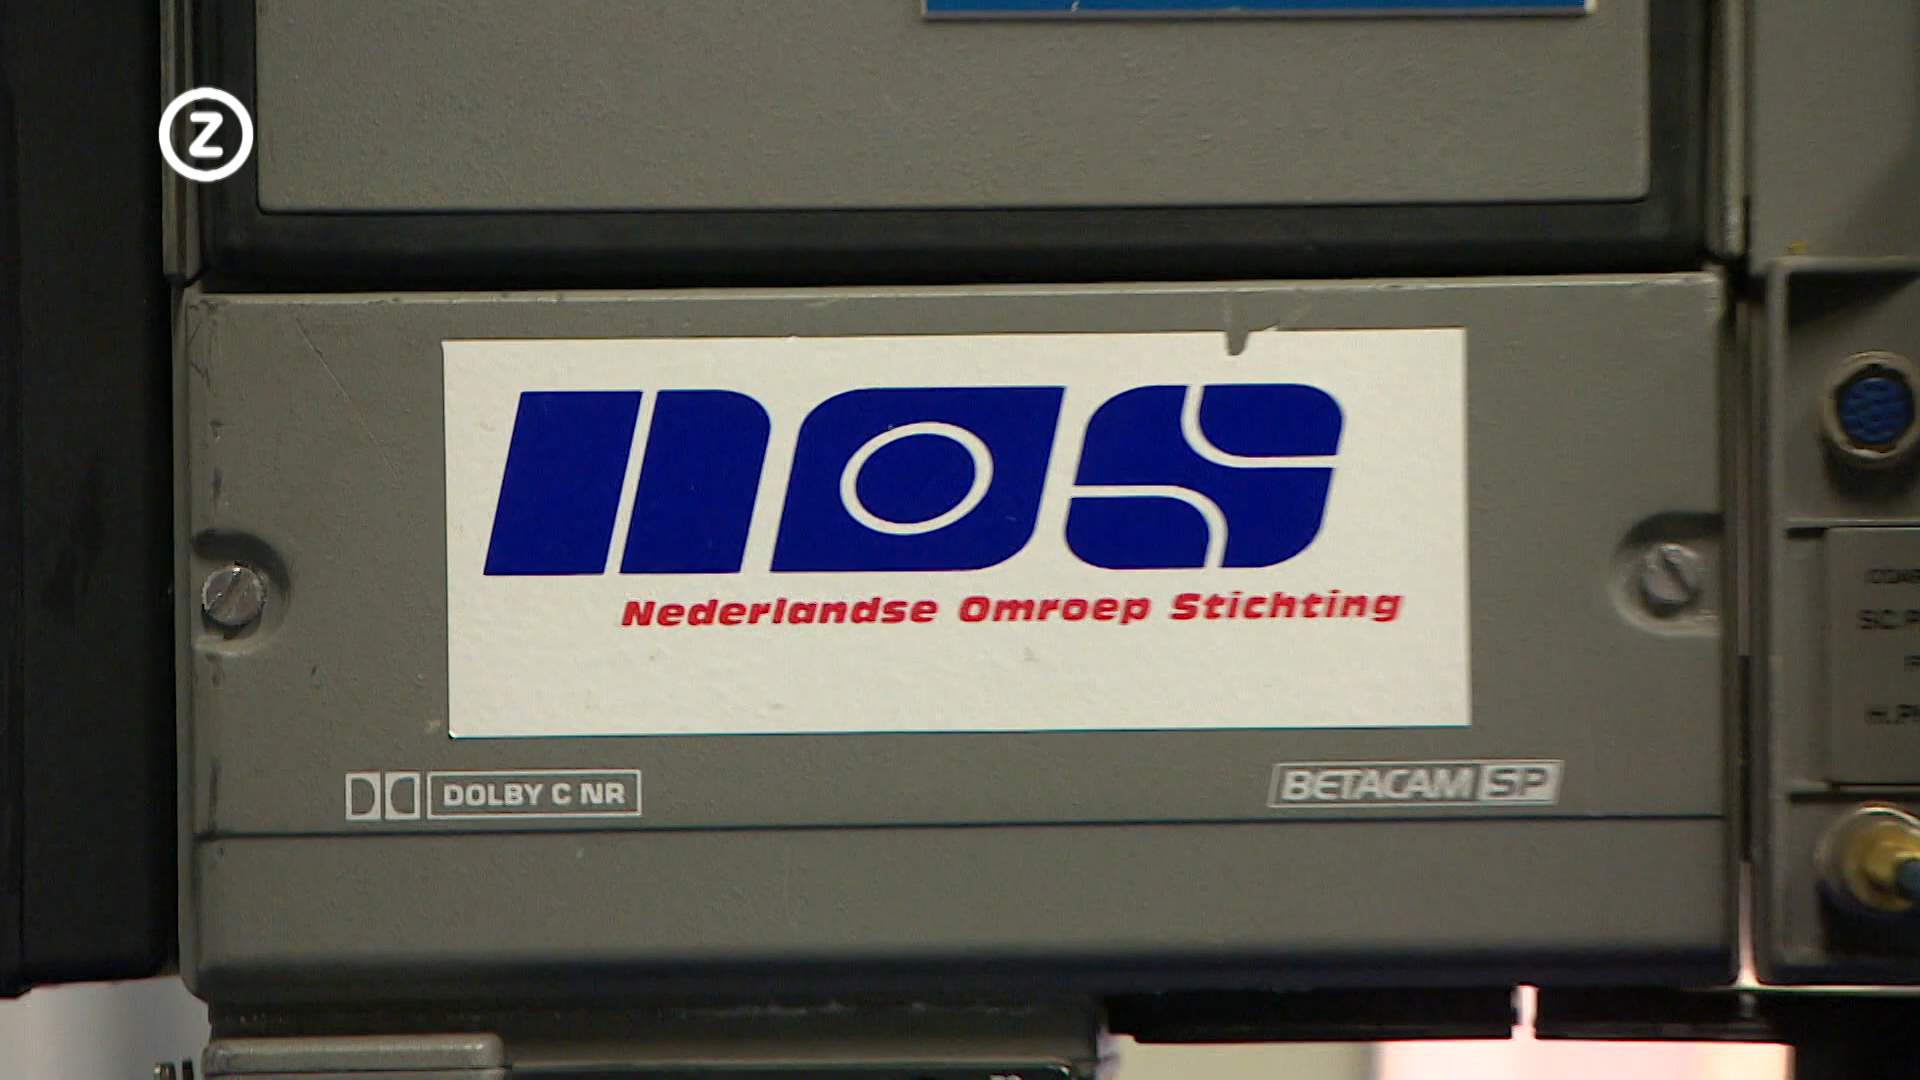 Z
nos
Nederlandse Omroep Stichting
DOLBY C NR
BETACAM SP